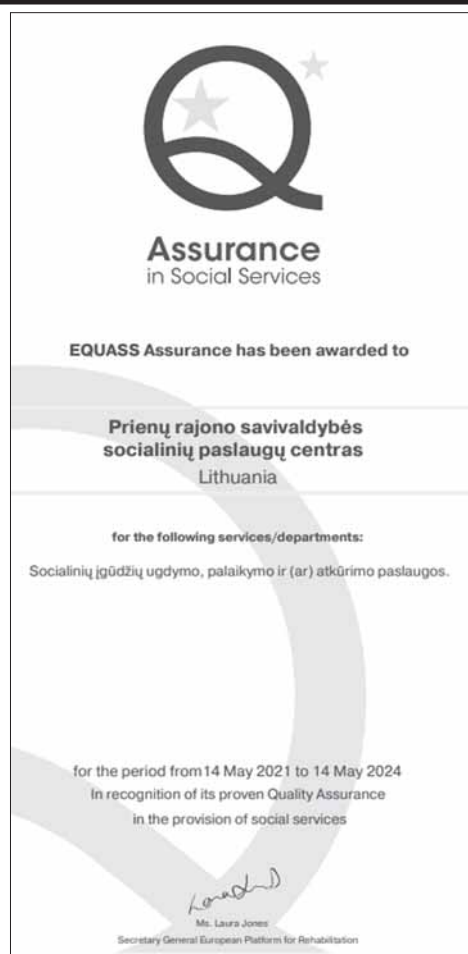 Assurance
in Social Services
EQUASS Assurance has been awarded to
Prienų rajono savivaldybės
socialinių paslaugų centras
Lithuania
for the following services/departments:
Socialinių įgūdžių ugdymo, palaikymo ir (ar) atkūrimo paslaugos.
for the period from 14 May 2021 to 14 May 2024
In recognition of its proven Quality Assurance
in the provision of social services
Ms. Laura Jones
Secretary General European Platform for Rehabilitation